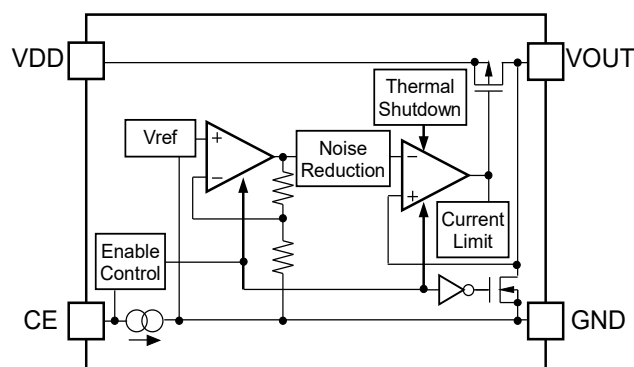 VDD
VOUT
Thermal
Shutdown
Vref
+
−
Noise
Reduction
−
+
Current
Limit
Enable
Control
CE
GND